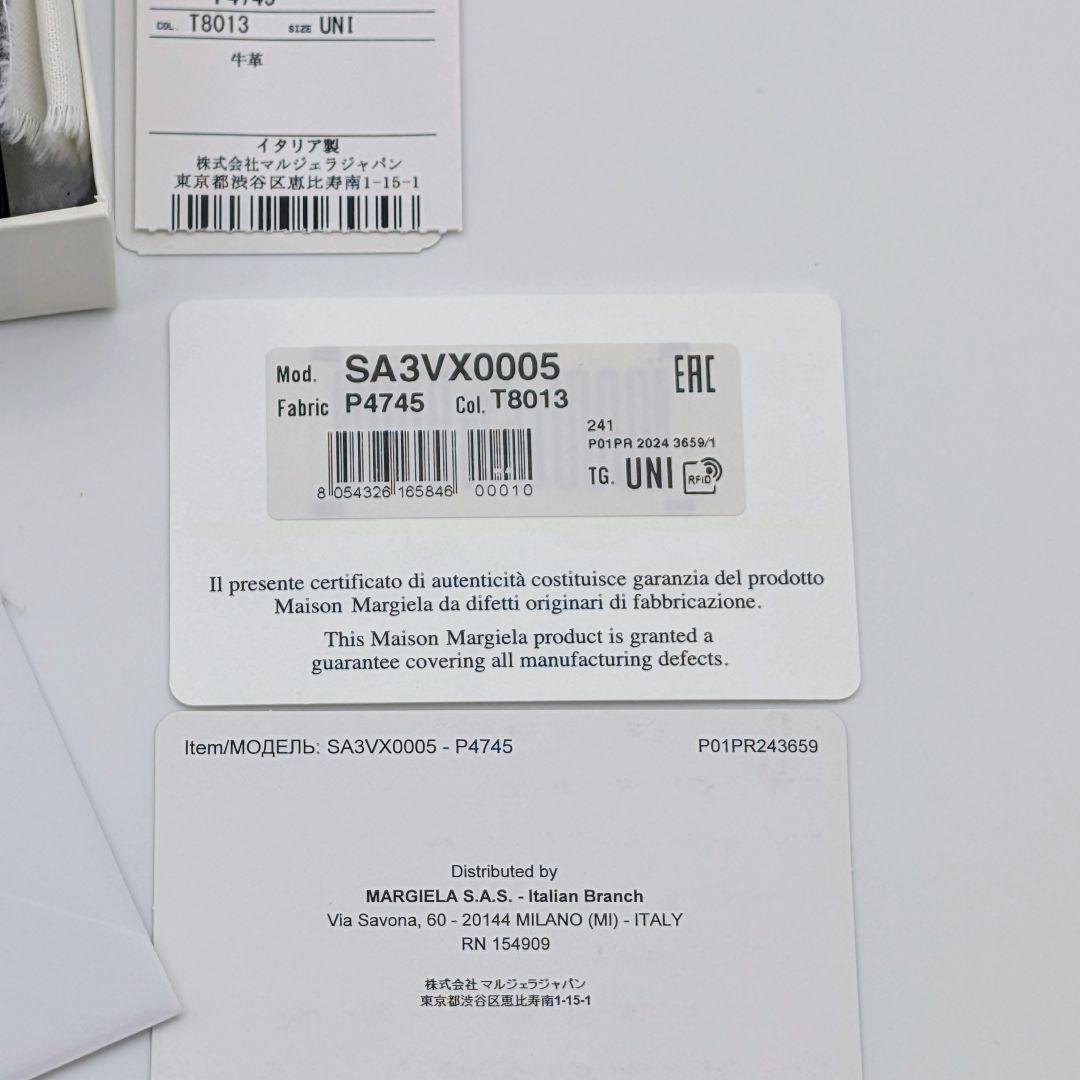 P4745
COL. T8013 SIZE UNI
牛革
イタリア製
株式会社マルジェラジャパン
東京都渋谷区恵比寿南1-15-1
Mod. SA3VX0005 EAC
Fabric P4745 Col. T8013
241
P01PR 2024 3659/1
TG. UNI RFID
8 054326 165846 00010
Il presente certificato di autenticità costituisce garanzia del prodotto
Maison Margiela da difetti originari di fabbricazione.
This Maison Margiela product is granted a
guarantee covering all manufacturing defects.
Item/МОДЕЛЬ: SA3VX0005 - P4745 P01PR243659
Distributed by
MARGIELA S.A.S. - Italian Branch
Via Savona, 60 - 20144 MILANO (MI) - ITALY
RN 154909
株式会社 マルジェラジャパン
東京都渋谷区恵比寿南1-15-1